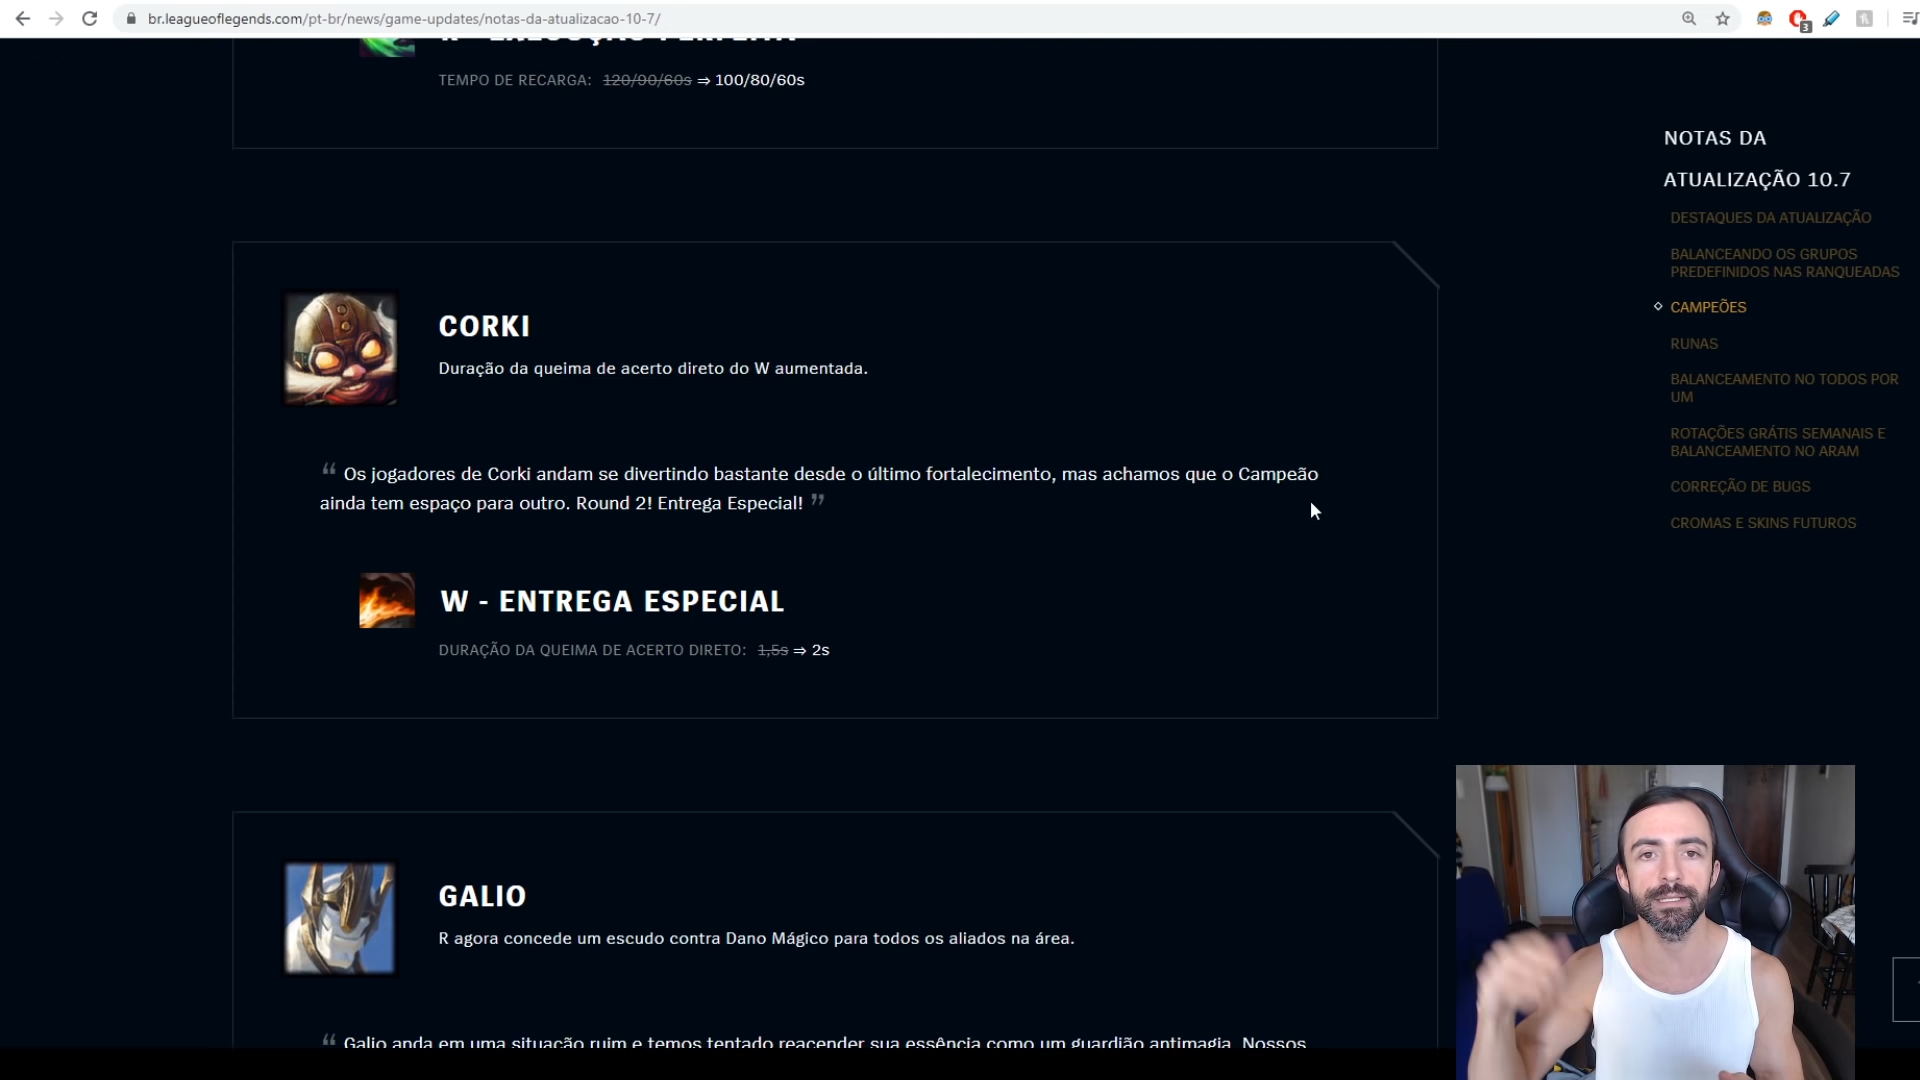 br.leagueoflegends.com/pt-br/news/game-updates/notas-da-atualizacao-10-7/
3
R - EXECUÇÃO PERFEITA
TEMPO DE RECARGA: 120/90/60s ⇒ 100/80/60s
CORKI
Duração da queima de acerto direto do W aumentada.
“ Os jogadores de Corki andam se divertindo bastante desde o último fortalecimento, mas achamos que o Campeão
ainda tem espaço para outro. Round 2! Entrega Especial! ”
W - ENTREGA ESPECIAL
DURAÇÃO DA QUEIMA DE ACERTO DIRETO: 1,5s ⇒ 2s
GALIO
R agora concede um escudo contra Dano Mágico para todos os aliados na área.
“ Galio anda em uma situação ruim e temos tentado reacender sua essência como um guardião antimagia. Nossos
NOTAS DA
ATUALIZAÇÃO 10.7
DESTAQUES DA ATUALIZAÇÃO
BALANCEANDO OS GRUPOS
PREDEFINIDOS NAS RANQUEADAS
CAMPEÕES
RUNAS
BALANCEAMENTO NO TODOS POR
UM
ROTAÇÕES GRÁTIS SEMANAIS E
BALANCEAMENTO NO ARAM
CORREÇÃO DE BUGS
CROMAS E SKINS FUTUROS